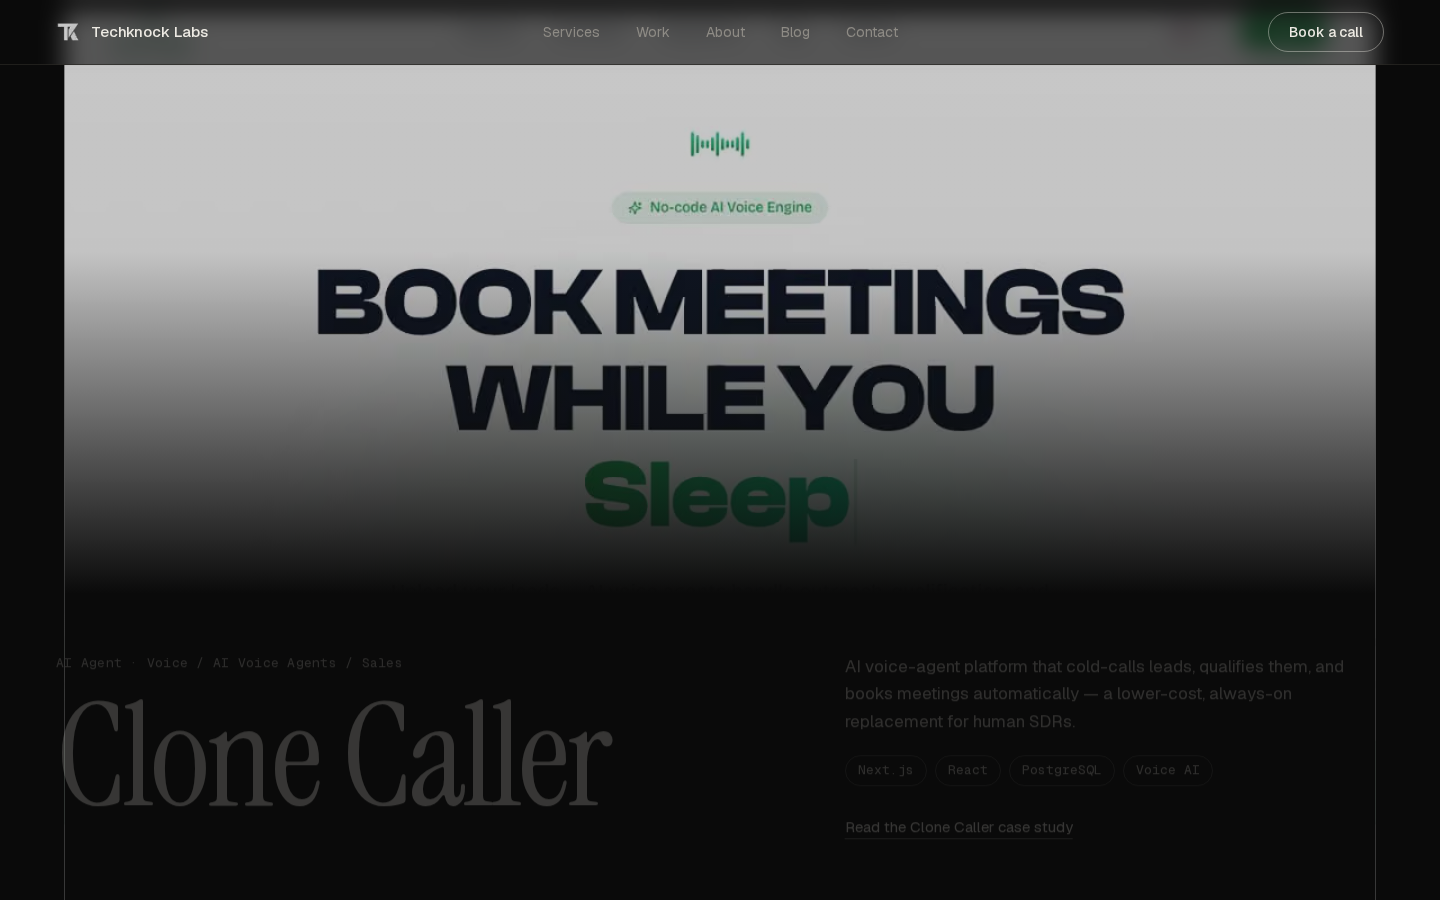 Techknock Labs
Services
Work
About
Blog
Contact
Book a call
No-code AI Voice Engine
BOOK MEETINGS
WHILE YOU
Sleep
AI Agent · Voice / AI Voice Agents / Sales
Clone Caller
AI voice-agent platform that cold-calls leads, qualifies them, and
books meetings automatically — a lower-cost, always-on
replacement for human SDRs.
Next.js
React
PostgreSQL
Voice AI
Read the Clone Caller case study